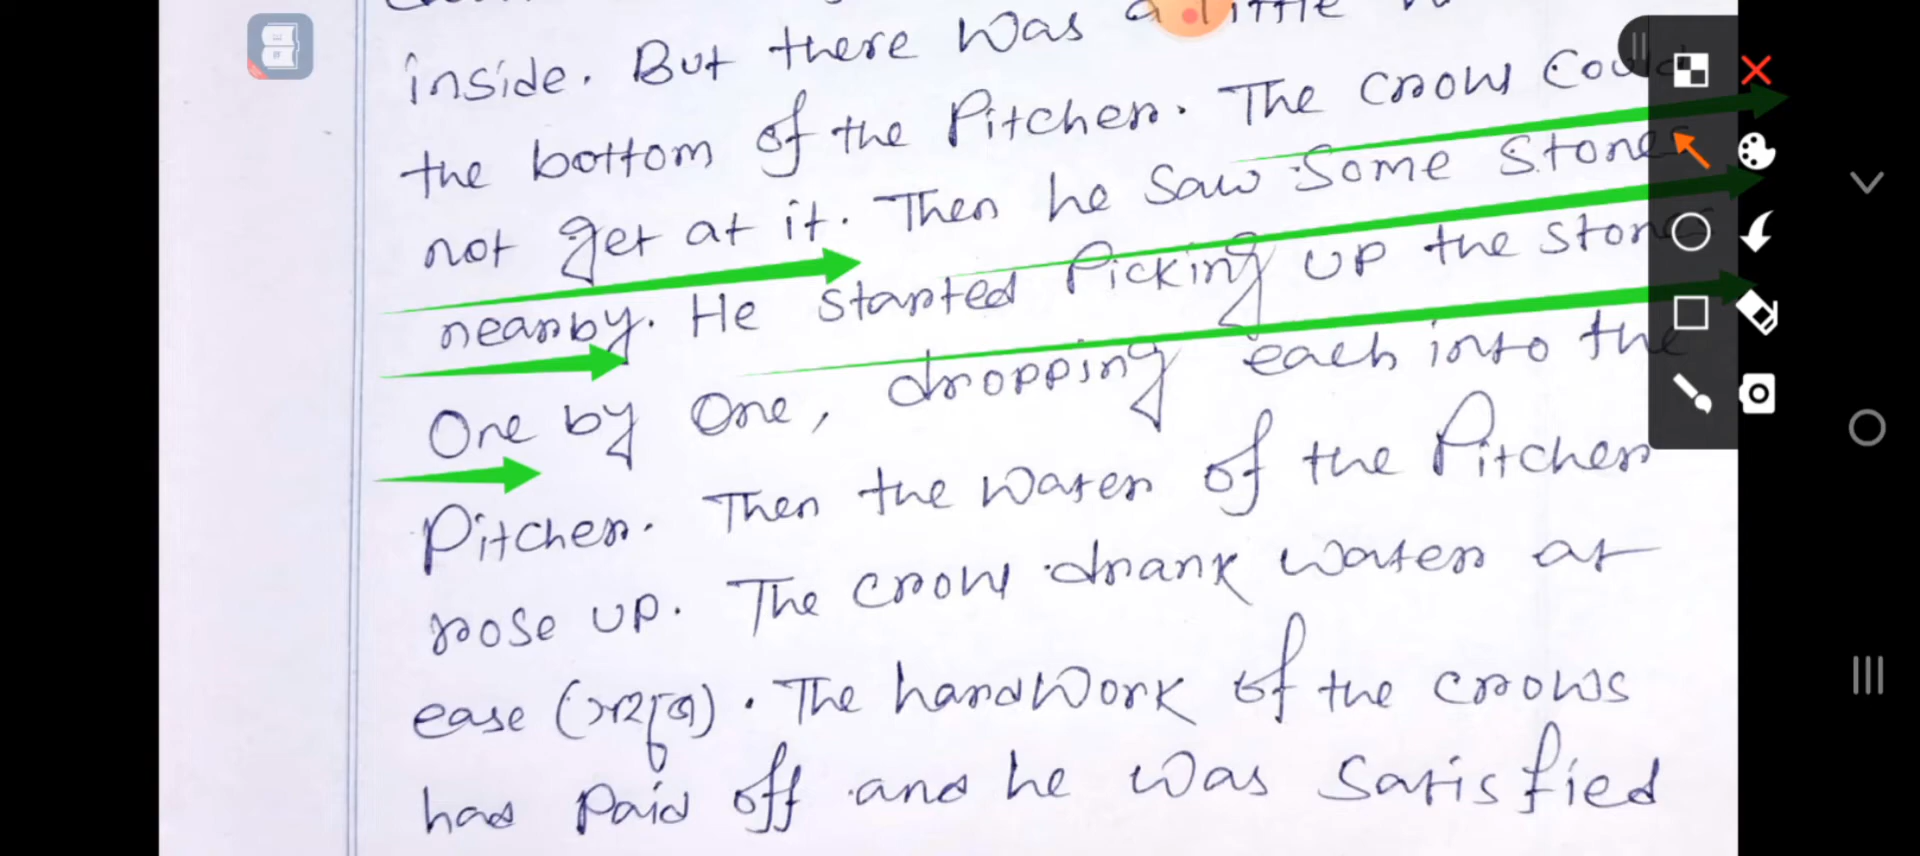 inside. But there was a little
the bottom of the Pitcher. The crow could
not get at it. Then he saw some stones
nearby. He started Picking up the stones
One by One, dropping each into the
Pitcher. Then the water of the Pitcher
rose up. The crow drank water at
ease (সহজে). The hardwork of the crows
has paid off and he was satisfied